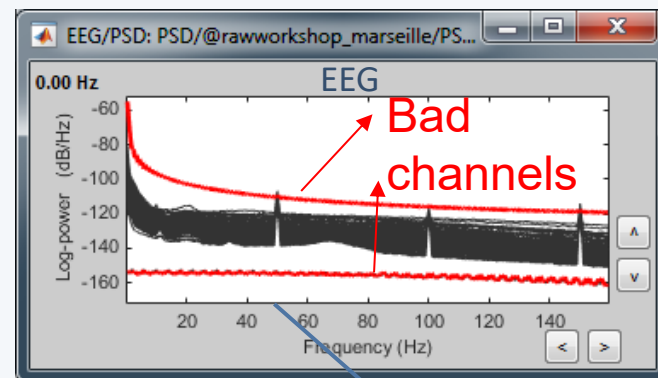 EEG/PSD: PSD/@rawworkshop_marseille/PS...
0.00 Hz
EEG
Bad
channels
Log-power (dB/Hz)
-60
-80
-100
-120
-140
-160
20 40 60 80 100 120 140
Frequency (Hz)